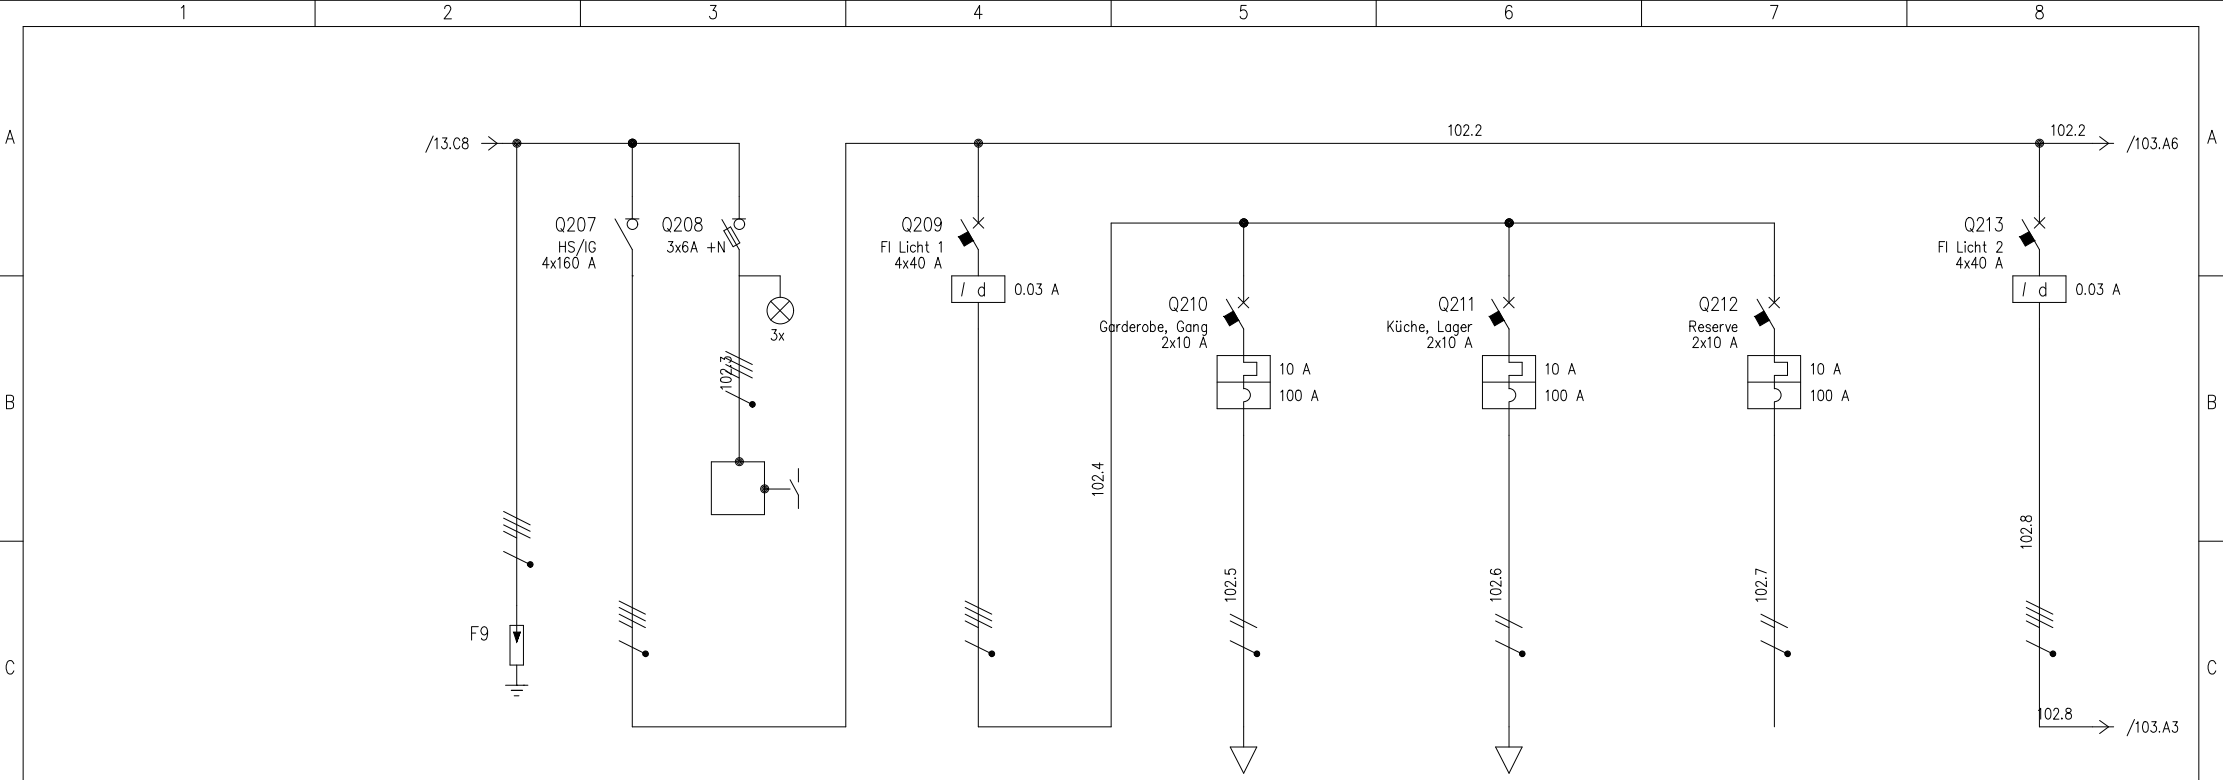 1 2 3 4 5 6 7 8
A A
/13.C8
102.2
102.2
/103.A6
Q207
HS/IG
4x160 A
Q208
3x6A +N
Q209
FI Licht 1
4x40 A
Q213
FI Licht 2
4x40 A
I d 0.03 A
I d 0.03 A
3x
Q210
Garderobe, Gang
2x10 A
Q211
Küche, Lager
2x10 A
Q212
Reserve
2x10 A
10 A
100 A
10 A
100 A
10 A
100 A
102.3
B B
102.4
102.8
102.5
102.6
102.7
F9
C C
102.8
/103.A3